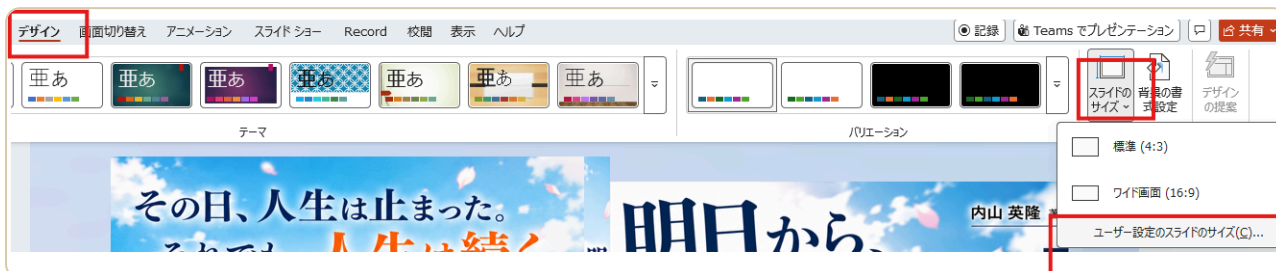 デザイン 画面切り替え アニメーション スライド ショー Record 校閲 表示 ヘルプ 記録 Teams でプレゼンテーション 共有
亜あ 亜あ 亜あ 亜あ 亜あ 亜あ 亜あ
スライドの サイズ
背景の書 式設定
デザイン の提案
テーマ
バリエーション
標準 (4:3)
ワイド画面 (16:9)
ユーザー設定のスライドのサイズ(C)...
その日、人生は止まった。
それでも、人生は続く
明日から、
内山 英隆